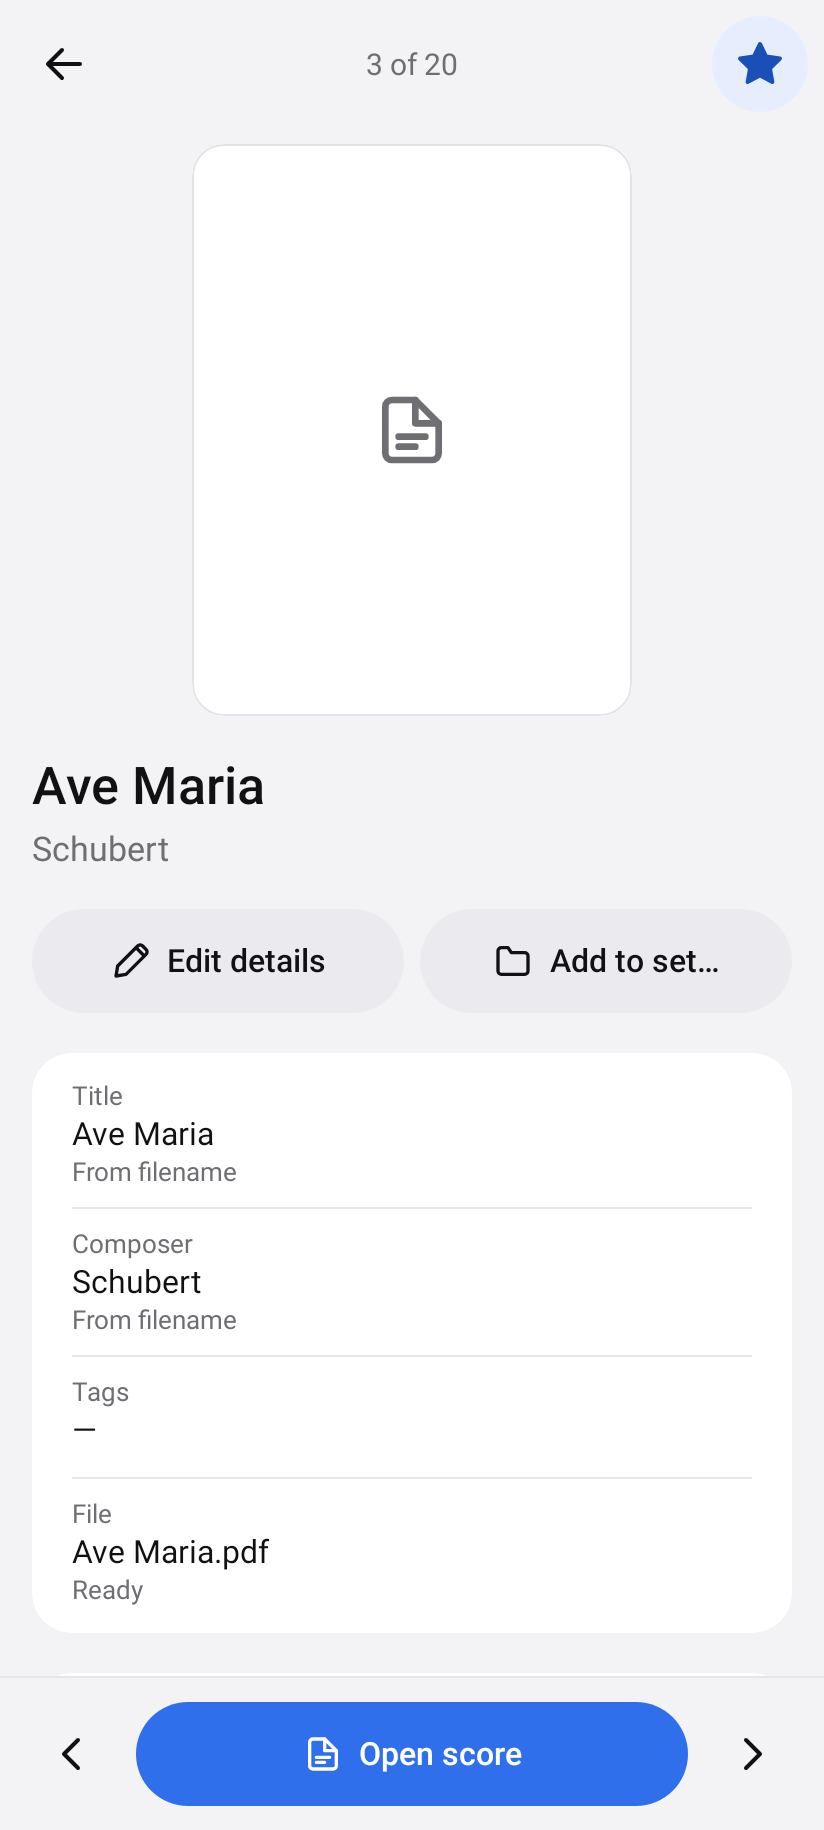 3 of 20
Ave Maria
Schubert
Edit details
Add to set...
Title
Ave Maria
From filename
Composer
Schubert
From filename
Tags
—
File
Ave Maria.pdf
Ready
Open score